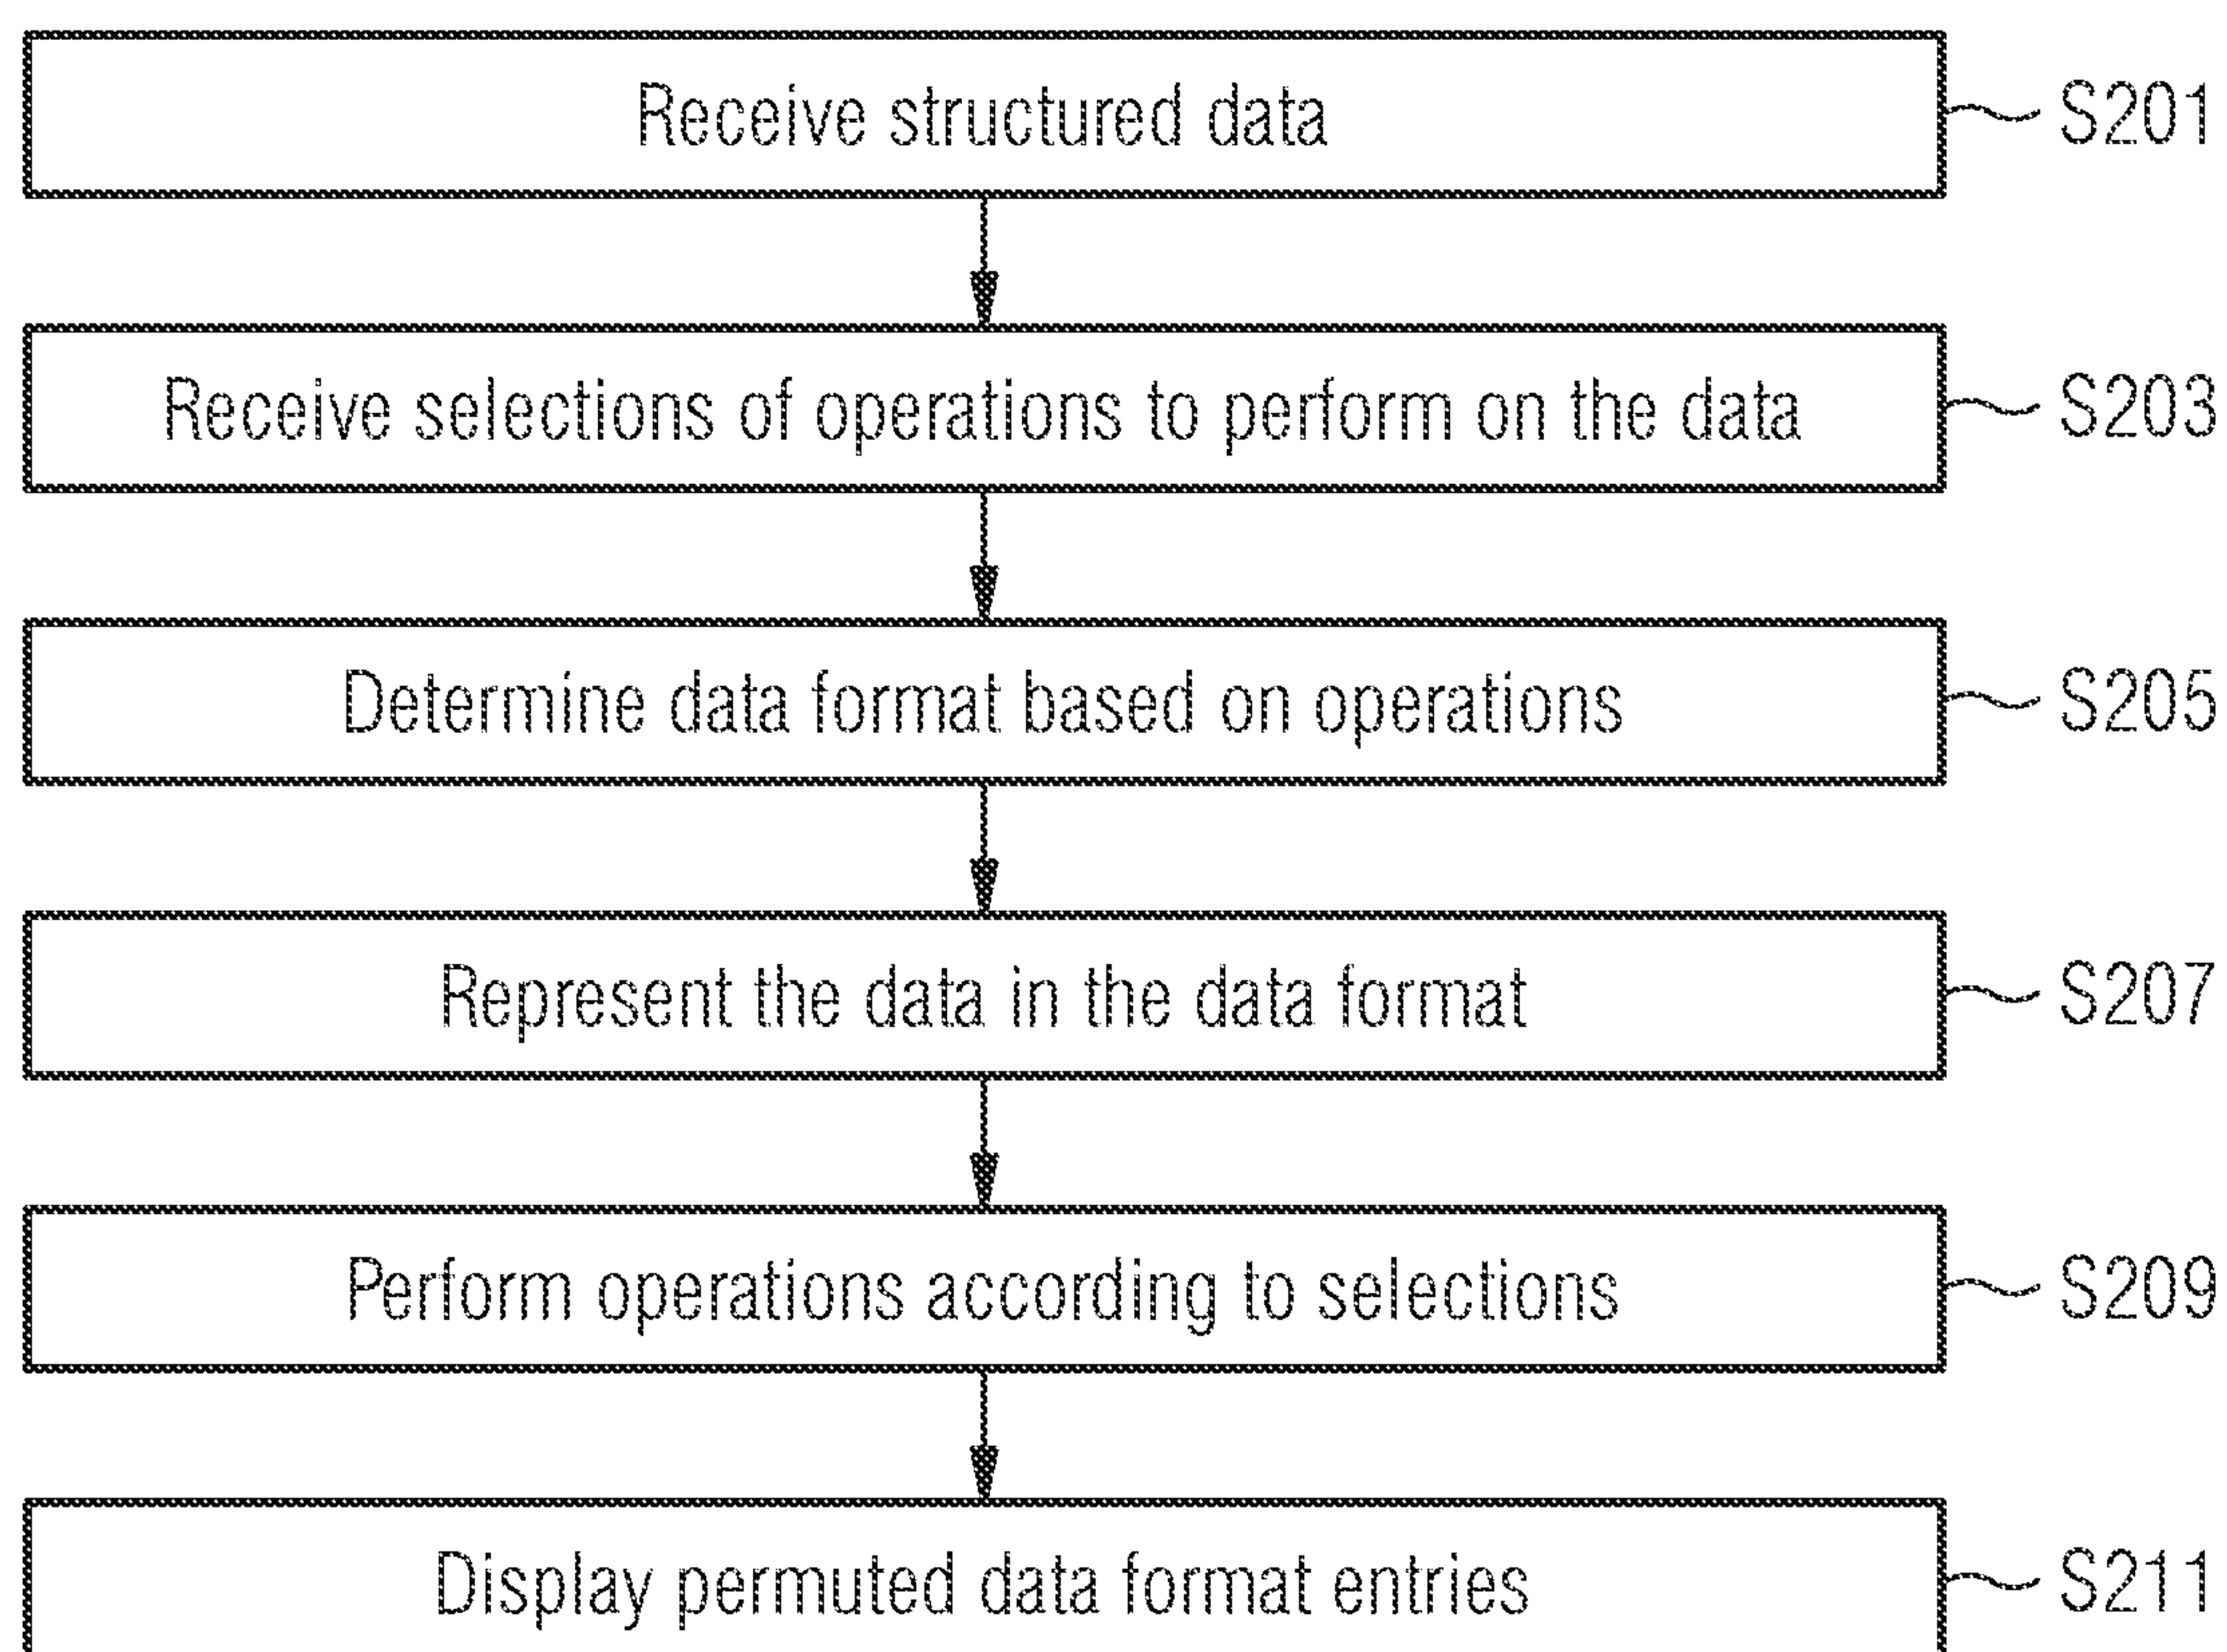 Receive structured data S201
Receive selections of operations to perform on the data S203
Determine data format based on operations S205
Represent the data in the data format S207
Perform operations according to selections S209
Display permuted data format entries S211